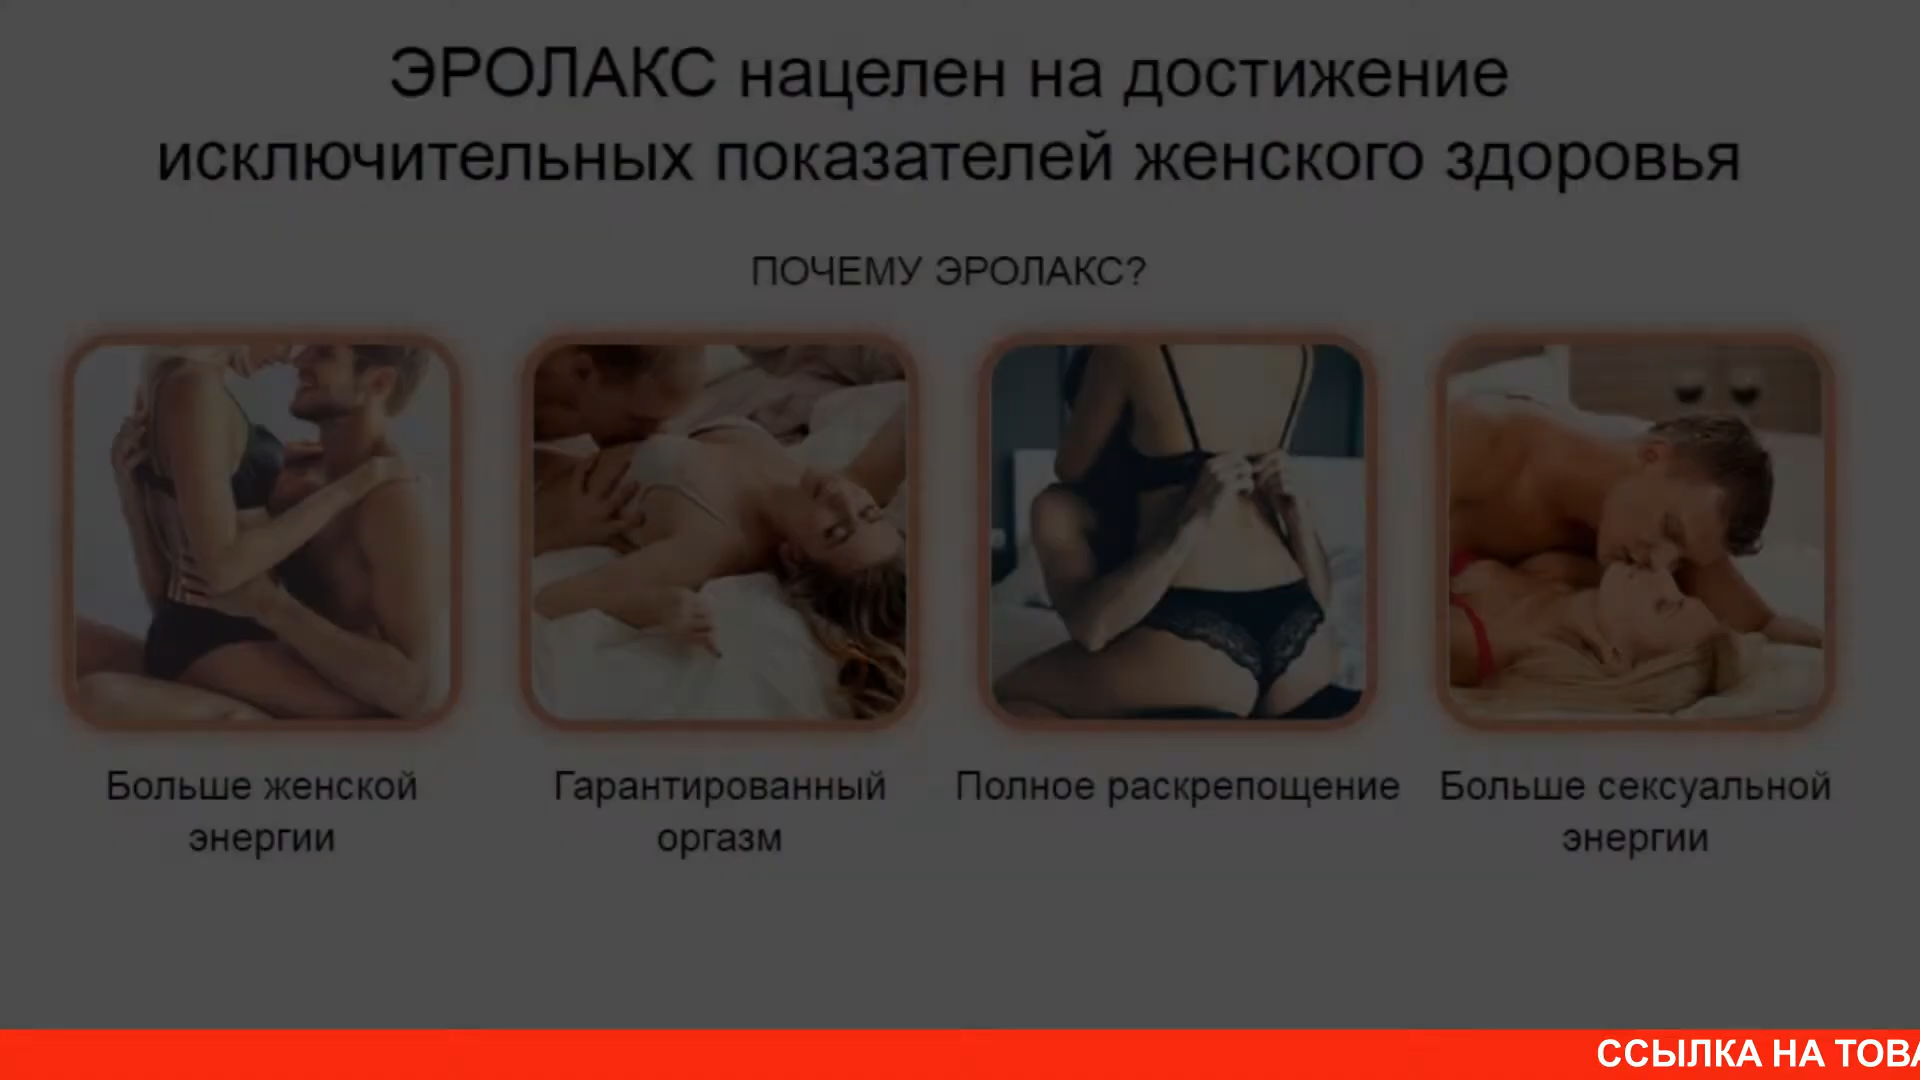 ЭРОЛАКС нацелен на достижение
исключительных показателей женского здоровья
ПОЧЕМУ ЭРОЛАКС?
Больше женской
энергии
Гарантированный
оргазм
Полное раскрепощение
Больше сексуальной
энергии
ССЫЛКА НА ТОВА